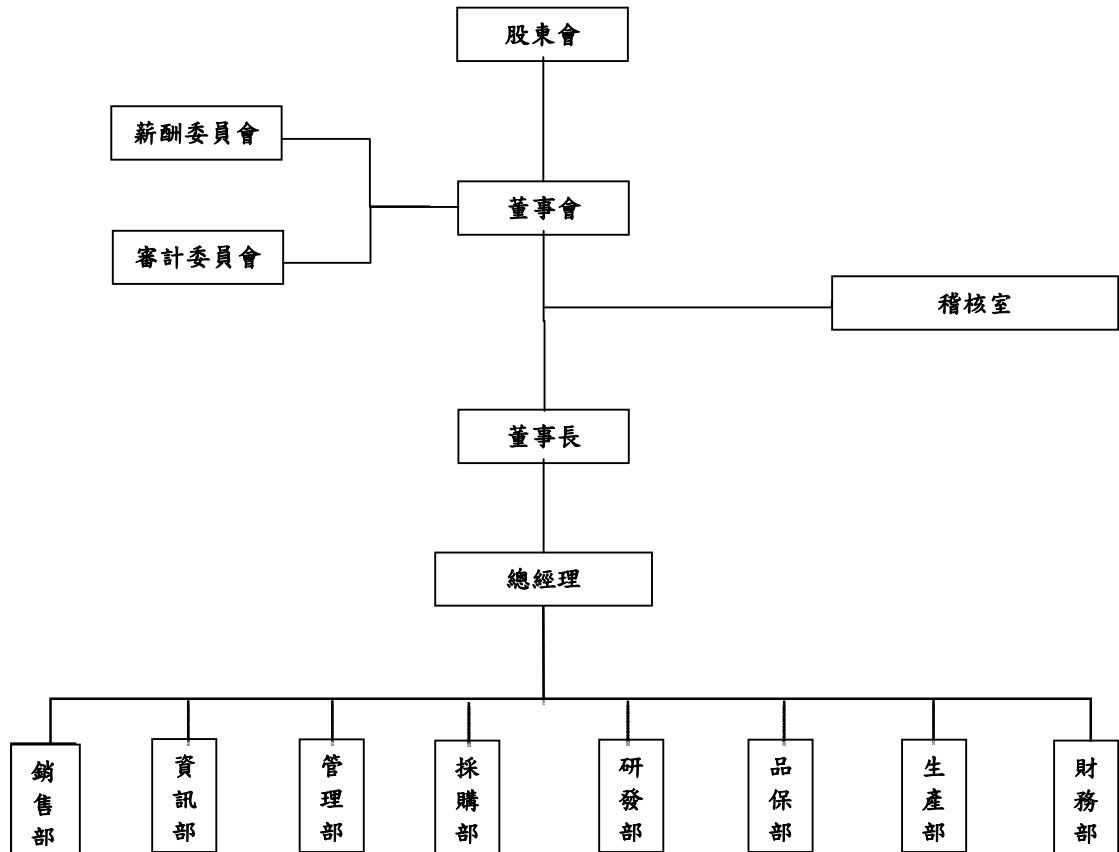 股東會
薪酬委員會
董事會
審計委員會
稽核室
董事長
總經理
銷售部
資訊部
管理部
採購部
研發部
品保部
生產部
財務部